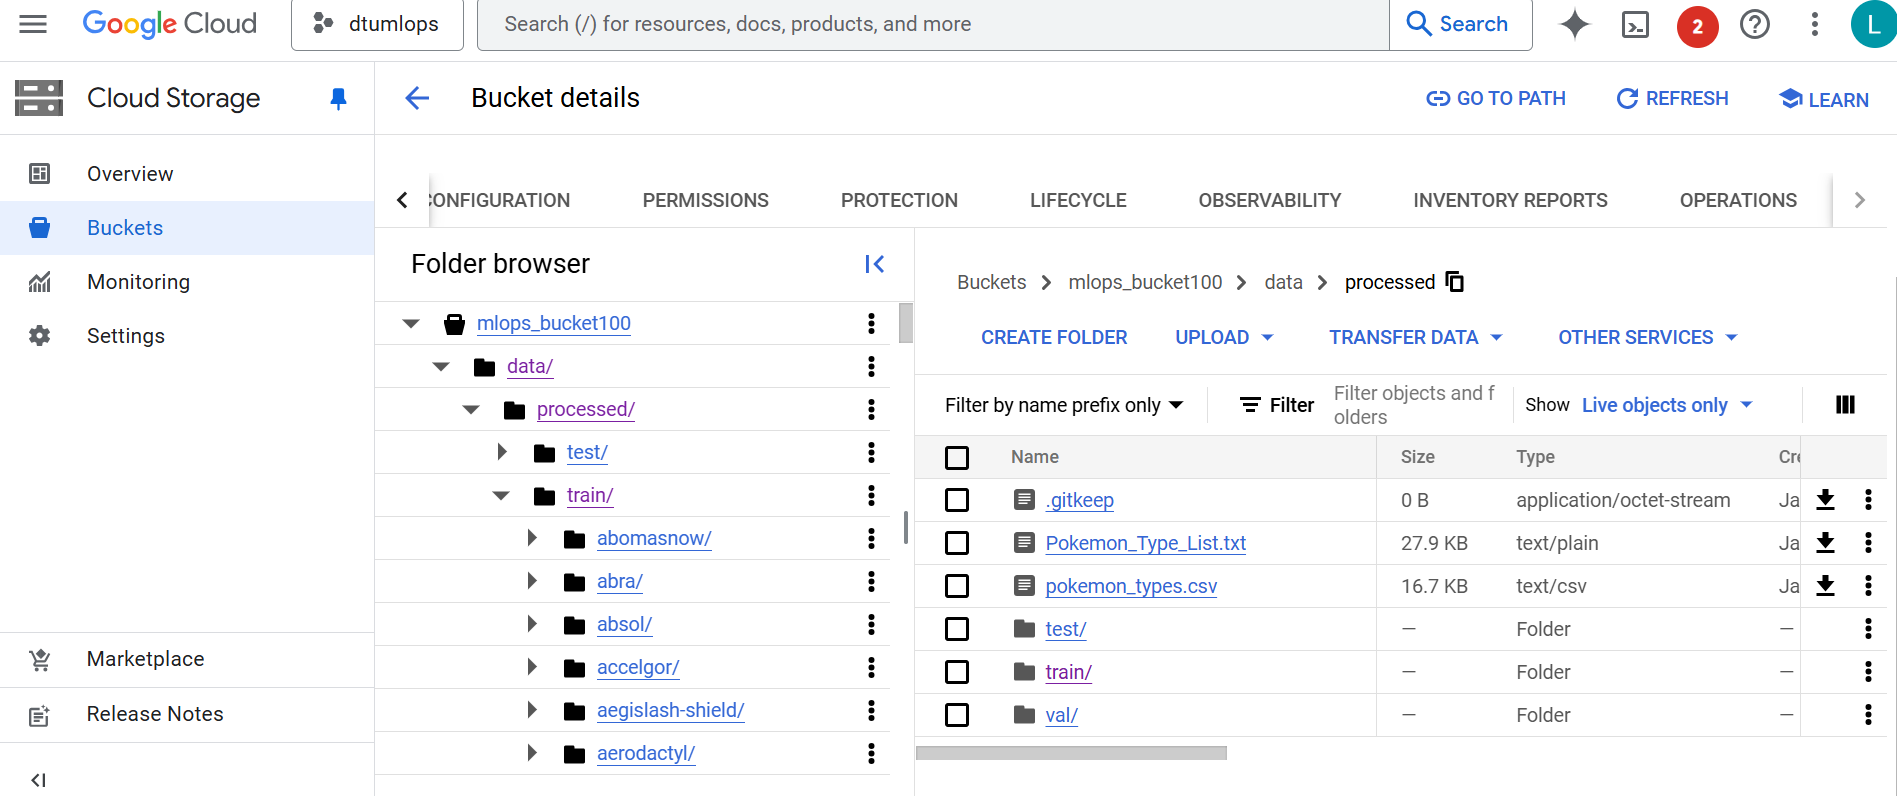 Google Cloud
dtumlops
Search (/) for resources, docs, products, and more
Search
2
L
Cloud Storage
Bucket details
GO TO PATH
REFRESH
LEARN
Overview
Buckets
Monitoring
Settings
Marketplace
Release Notes
CONFIGURATION
PERMISSIONS
PROTECTION
LIFECYCLE
OBSERVABILITY
INVENTORY REPORTS
OPERATIONS
Folder browser
mlops_bucket100
data/
processed/
test/
train/
abomasnow/
abra/
absol/
accelgor/
aegislash-shield/
aerodactyl/
Buckets > mlops_bucket100 > data > processed
CREATE FOLDER
UPLOAD
TRANSFER DATA
OTHER SERVICES
Filter by name prefix only
Filter
Filter objects and f
olders
Show Live objects only
Name Size Type Cre
.gitkeep 0 B application/octet-stream Ja
Pokemon_Type_List.txt 27.9 KB text/plain Ja
pokemon_types.csv 16.7 KB text/csv Ja
test/ — Folder —
train/ — Folder —
val/ — Folder —